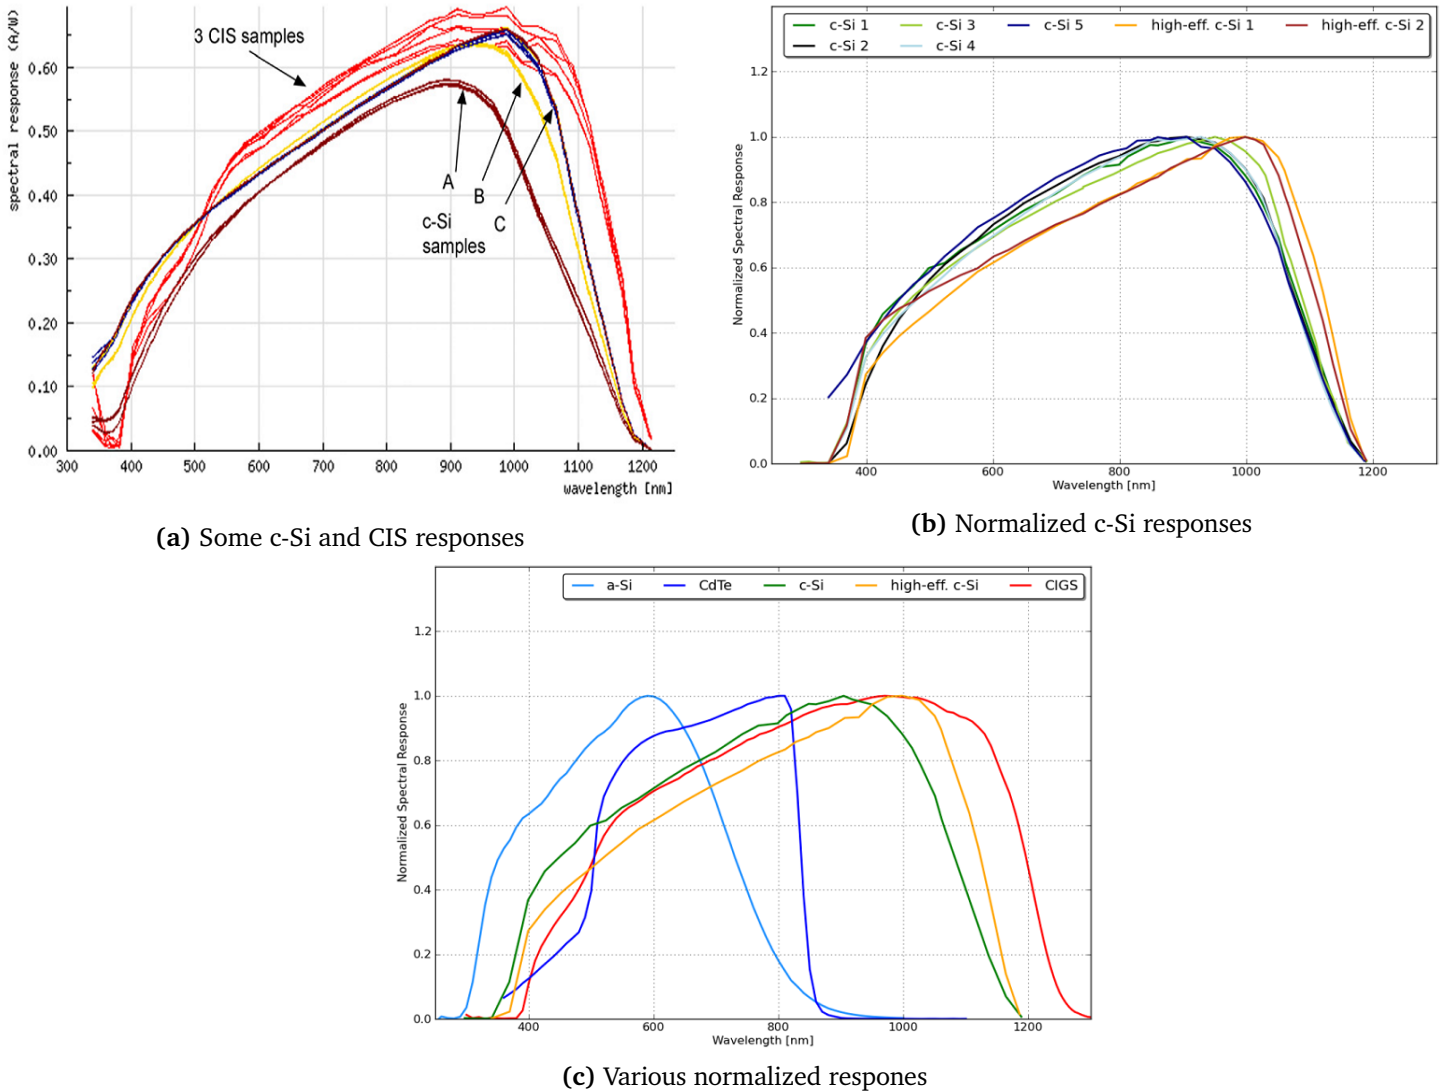 spectral response (A/W)
0.60
0.50
0.40
0.30
0.20
0.10
0.00
3 CIS samples
A
B
C
c-Si
samples
300 400 500 600 700 800 900 1000 1100 1200
wavelength [nm]
(a) Some c-Si and CIS responses
c-Si 1 c-Si 3 c-Si 5 high-eff. c-Si 1 high-eff. c-Si 2
c-Si 2 c-Si 4
Normalized Spectral Response
1.2
1.0
0.8
0.6
0.4
0.2
0.0
400 600 800 1000 1200
Wavelength [nm]
(b) Normalized c-Si responses
a-Si CdTe c-Si high-eff. c-Si CIGS
Normalized Spectral Response
1.2
1.0
0.8
0.6
0.4
0.2
0.0
400 600 800 1000 1200
Wavelength [nm]
(c) Various normalized respones